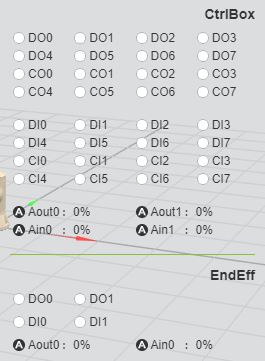 CtrlBox
DO0 DO1 DO2 DO3
DO4 DO5 DO6 DO7
CO0 CO1 CO2 CO3
CO4 CO5 CO6 CO7
DI0 DI1 DI2 DI3
DI4 DI5 DI6 DI7
CI0 CI1 CI2 CI3
CI4 CI5 CI6 CI7
A Aout0 : 0% A Aout1 : 0%
A Ain0 : 0% A Ain1 : 0%
EndEff
DO0 DO1
DI0 DI1
A Aout0 : 0% A Ain0 : 0%